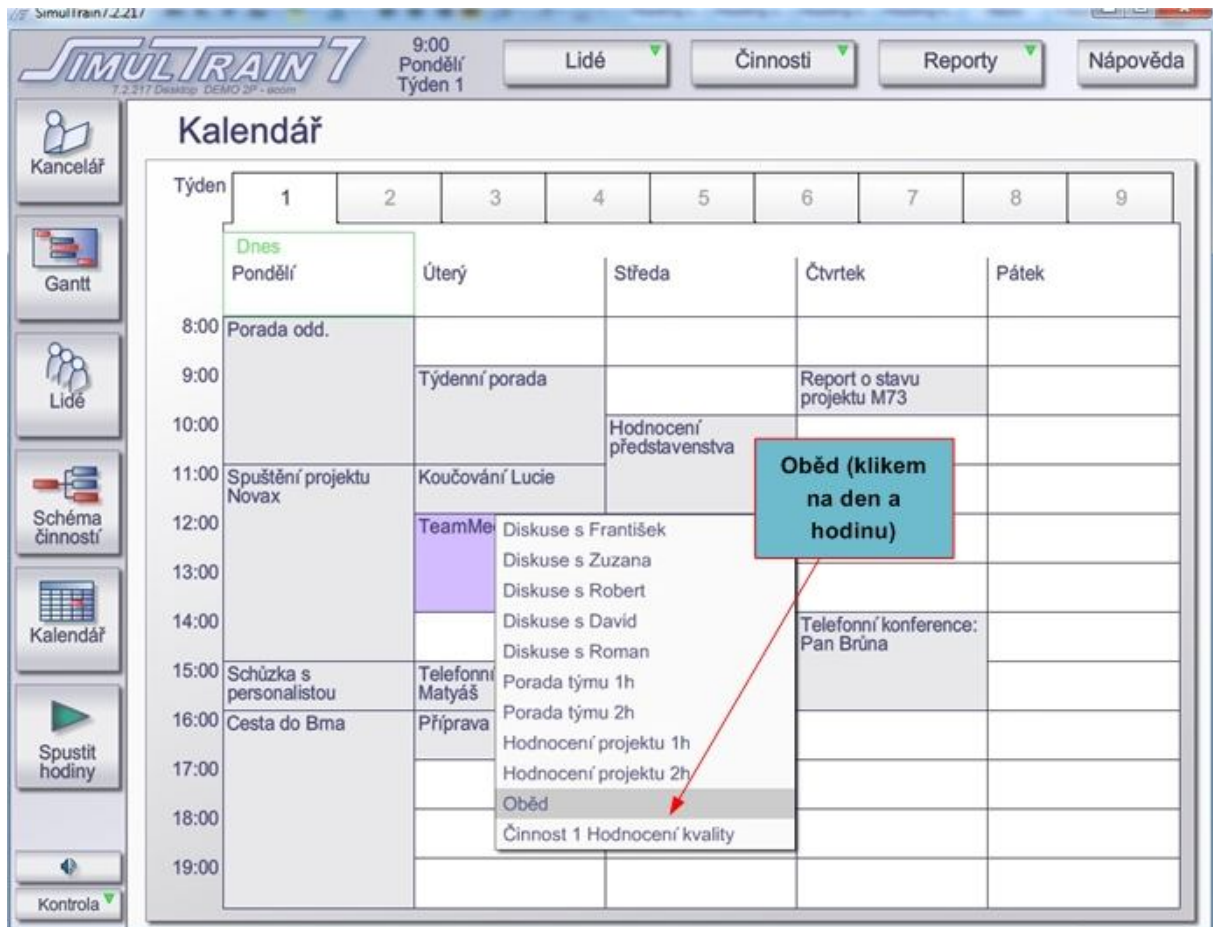 SimulTrain7.2.217
SIMULTRAIN 7
7.2.217 Desktop DEMO 2P - ecom
9:00
Pondělí
Týden 1
Lidé
Činnosti
Reporty
Nápověda
Kancelář
Gantt
Lidé
Schéma
činností
Kalendář
Spustit
hodiny
Kontrola
Kalendář
Týden
1 2 3 4 5 6 7 8 9
Dnes
Pondělí Úterý Středa Čtvrtek Pátek
8:00 Porada odd.
9:00 Týdenní porada Report o stavu
projektu M73
10:00 Hodnocení
představenstva
11:00 Spuštění projektu Koučování Lucie
Novax
Oběd (klikem
na den a
hodinu)
12:00 TeamMe
13:00
14:00 Telefonní konference:
Pan Brůna
15:00 Schůzka s Telefonní
personalistou Matyáš
16:00 Cesta do Brna Příprava
17:00
18:00
19:00
Diskuse s František
Diskuse s Zuzana
Diskuse s Robert
Diskuse s David
Diskuse s Roman
Porada týmu 1h
Porada týmu 2h
Hodnocení projektu 1h
Hodnocení projektu 2h
Oběd
Činnost 1 Hodnocení kvality